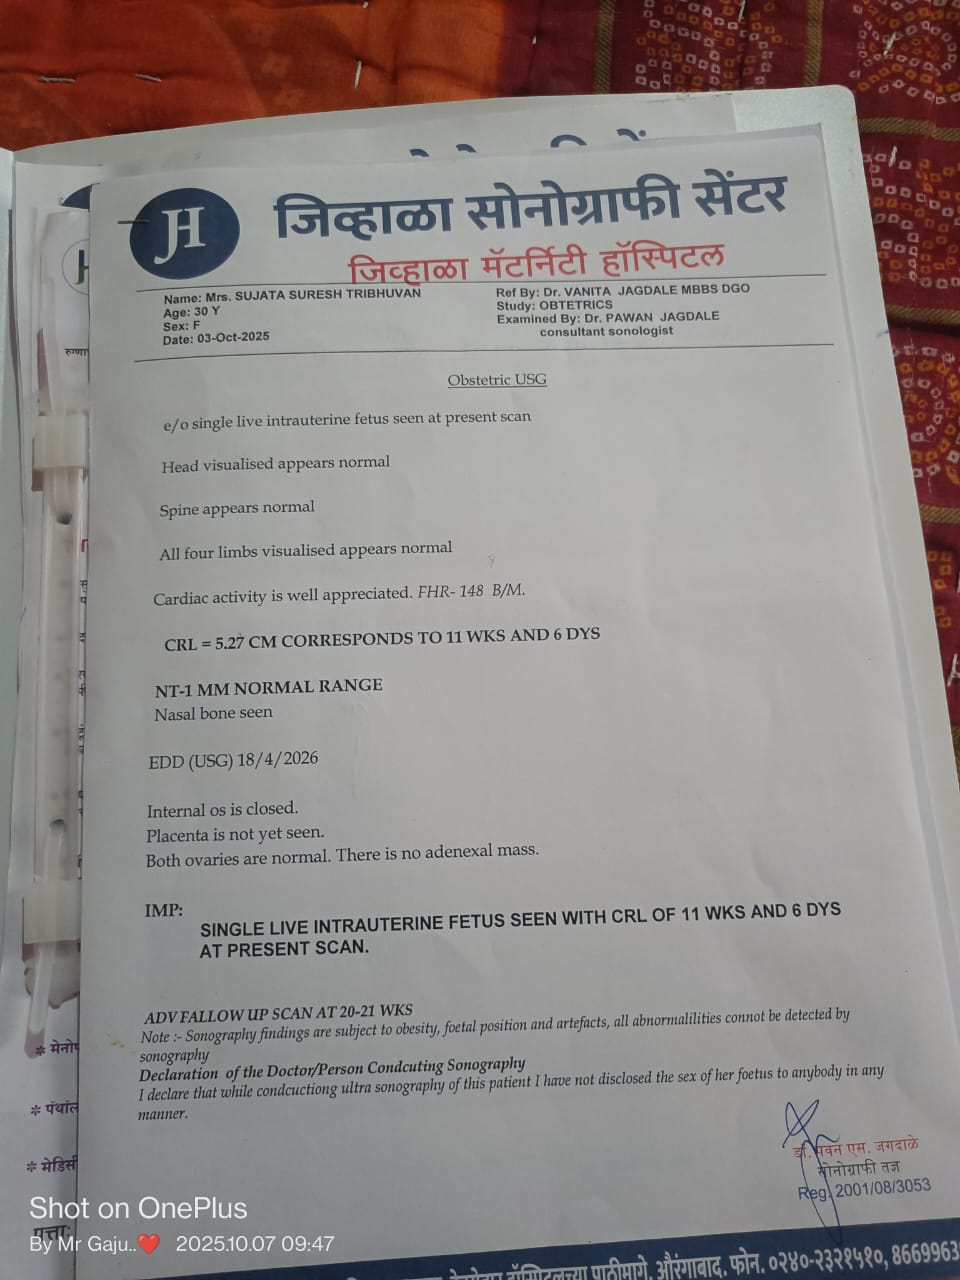 JH
जिव्हाळा सोनोग्राफी सेंटर
जिव्हाळा मॅटर्निटी हॉस्पिटल
Name: Mrs. SUJATA SURESH TRIBHUVAN
Age: 30 Y
Sex: F
Date: 03-Oct-2025
Ref By: Dr. VANITA JAGDALE MBBS DGO
Study: OBTETRICS
Examined By: Dr. PAWAN JAGDALE
consultant sonologist
Obstetric USG
e/o single live intrauterine fetus seen at present scan
Head visualised appears normal
Spine appears normal
All four limbs visualised appears normal
Cardiac activity is well appreciated. FHR- 148 B/M.
CRL = 5.27 CM CORRESPONDS TO 11 WKS AND 6 DYS
NT-1 MM NORMAL RANGE
Nasal bone seen
EDD (USG) 18/4/2026
Internal os is closed.
Placenta is not yet seen.
Both ovaries are normal. There is no adenexal mass.
IMP:
SINGLE LIVE INTRAUTERINE FETUS SEEN WITH CRL OF 11 WKS AND 6 DYS
AT PRESENT SCAN.
ADV FALLOW UP SCAN AT 20-21 WKS
Note :- Sonography findings are subject to obesity, foetal position and artefacts, all abnormalilities connot be detected by
sonography
Declaration of the Doctor/Person Condcuting Sonography
I declare that while condcuctiong ultra sonography of this patient I have not disclosed the sex of her foetus to anybody in any
manner.
डॉ. पवन एस. जगदाळे
सोनोग्राफी तज्ञ
Reg. 2001/08/3053
* मेनोप
* पॅथॉल
* मेडिसी
पत्ता:
हॉस्पिटलच्या पाठीमागे, औरंगाबाद. फोन. ०२४०-२३२१५१०, 8669963
Shot on OnePlus
By Mr Gaju..❤️ 2025.10.07 09:47